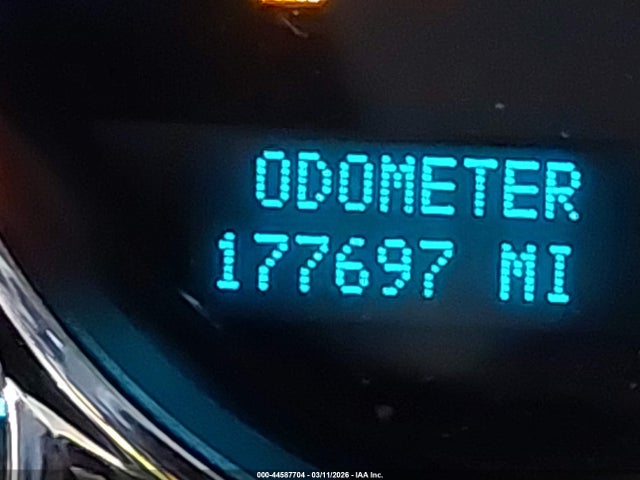 ODOMETER
177697 MI
000-44587704 - 03/11/2026 - IAA Inc.